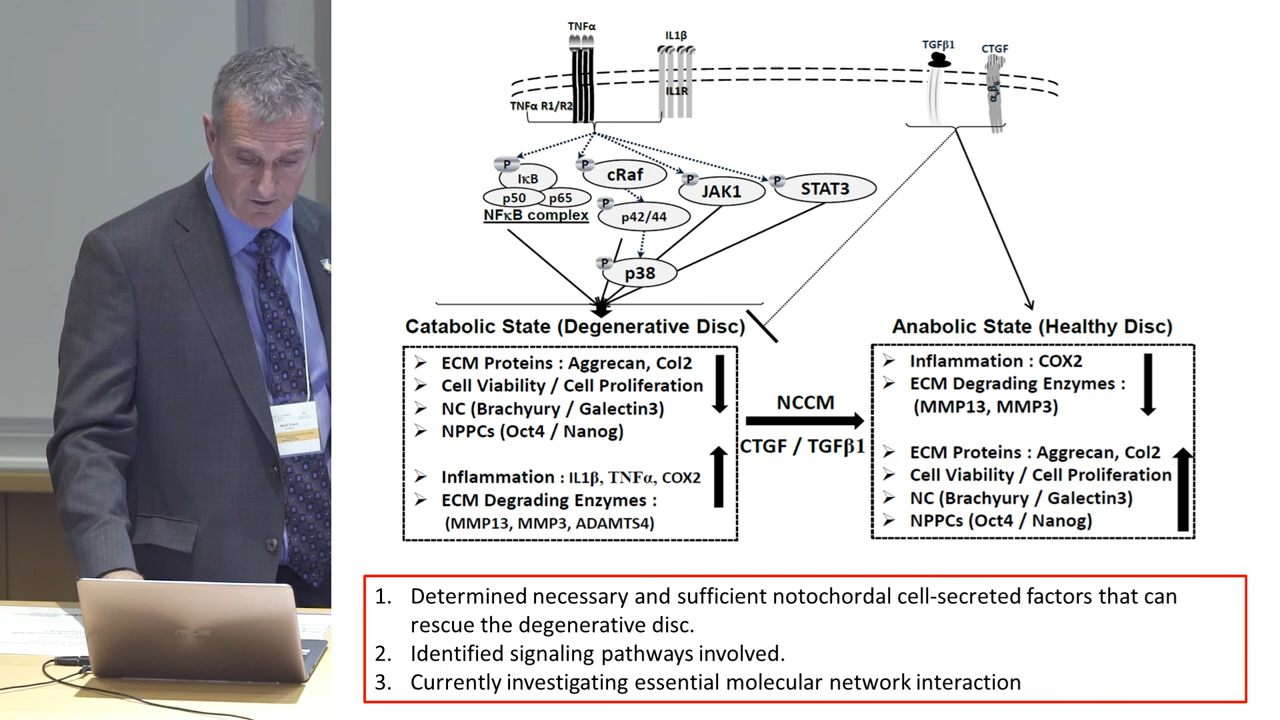 TNFα
IL1β
TGFβ1
CTGF
IL1R
TNFα R1/R2
P
IκB
p50
p65
NFκB complex
P
cRaf
P
JAK1
P
STAT3
P
p42/44
P
p38
Catabolic State (Degenerative Disc)
➢ ECM Proteins : Aggrecan, Col2
➢ Cell Viability / Cell Proliferation
➢ NC (Brachyury / Galectin3)
➢ NPPCs (Oct4 / Nanog)
➢ Inflammation : IL1β, TNFα, COX2
➢ ECM Degrading Enzymes :
(MMP13, MMP3, ADAMTS4)
NCCM
CTGF / TGFβ1
Anabolic State (Healthy Disc)
➢ Inflammation : COX2
➢ ECM Degrading Enzymes :
(MMP13, MMP3)
➢ ECM Proteins : Aggrecan, Col2
➢ Cell Viability / Cell Proliferation
➢ NC (Brachyury / Galectin3)
➢ NPPCs (Oct4 / Nanog)
1. Determined necessary and sufficient notochordal cell-secreted factors that can
rescue the degenerative disc.
2. Identified signaling pathways involved.
3. Currently investigating essential molecular network interaction